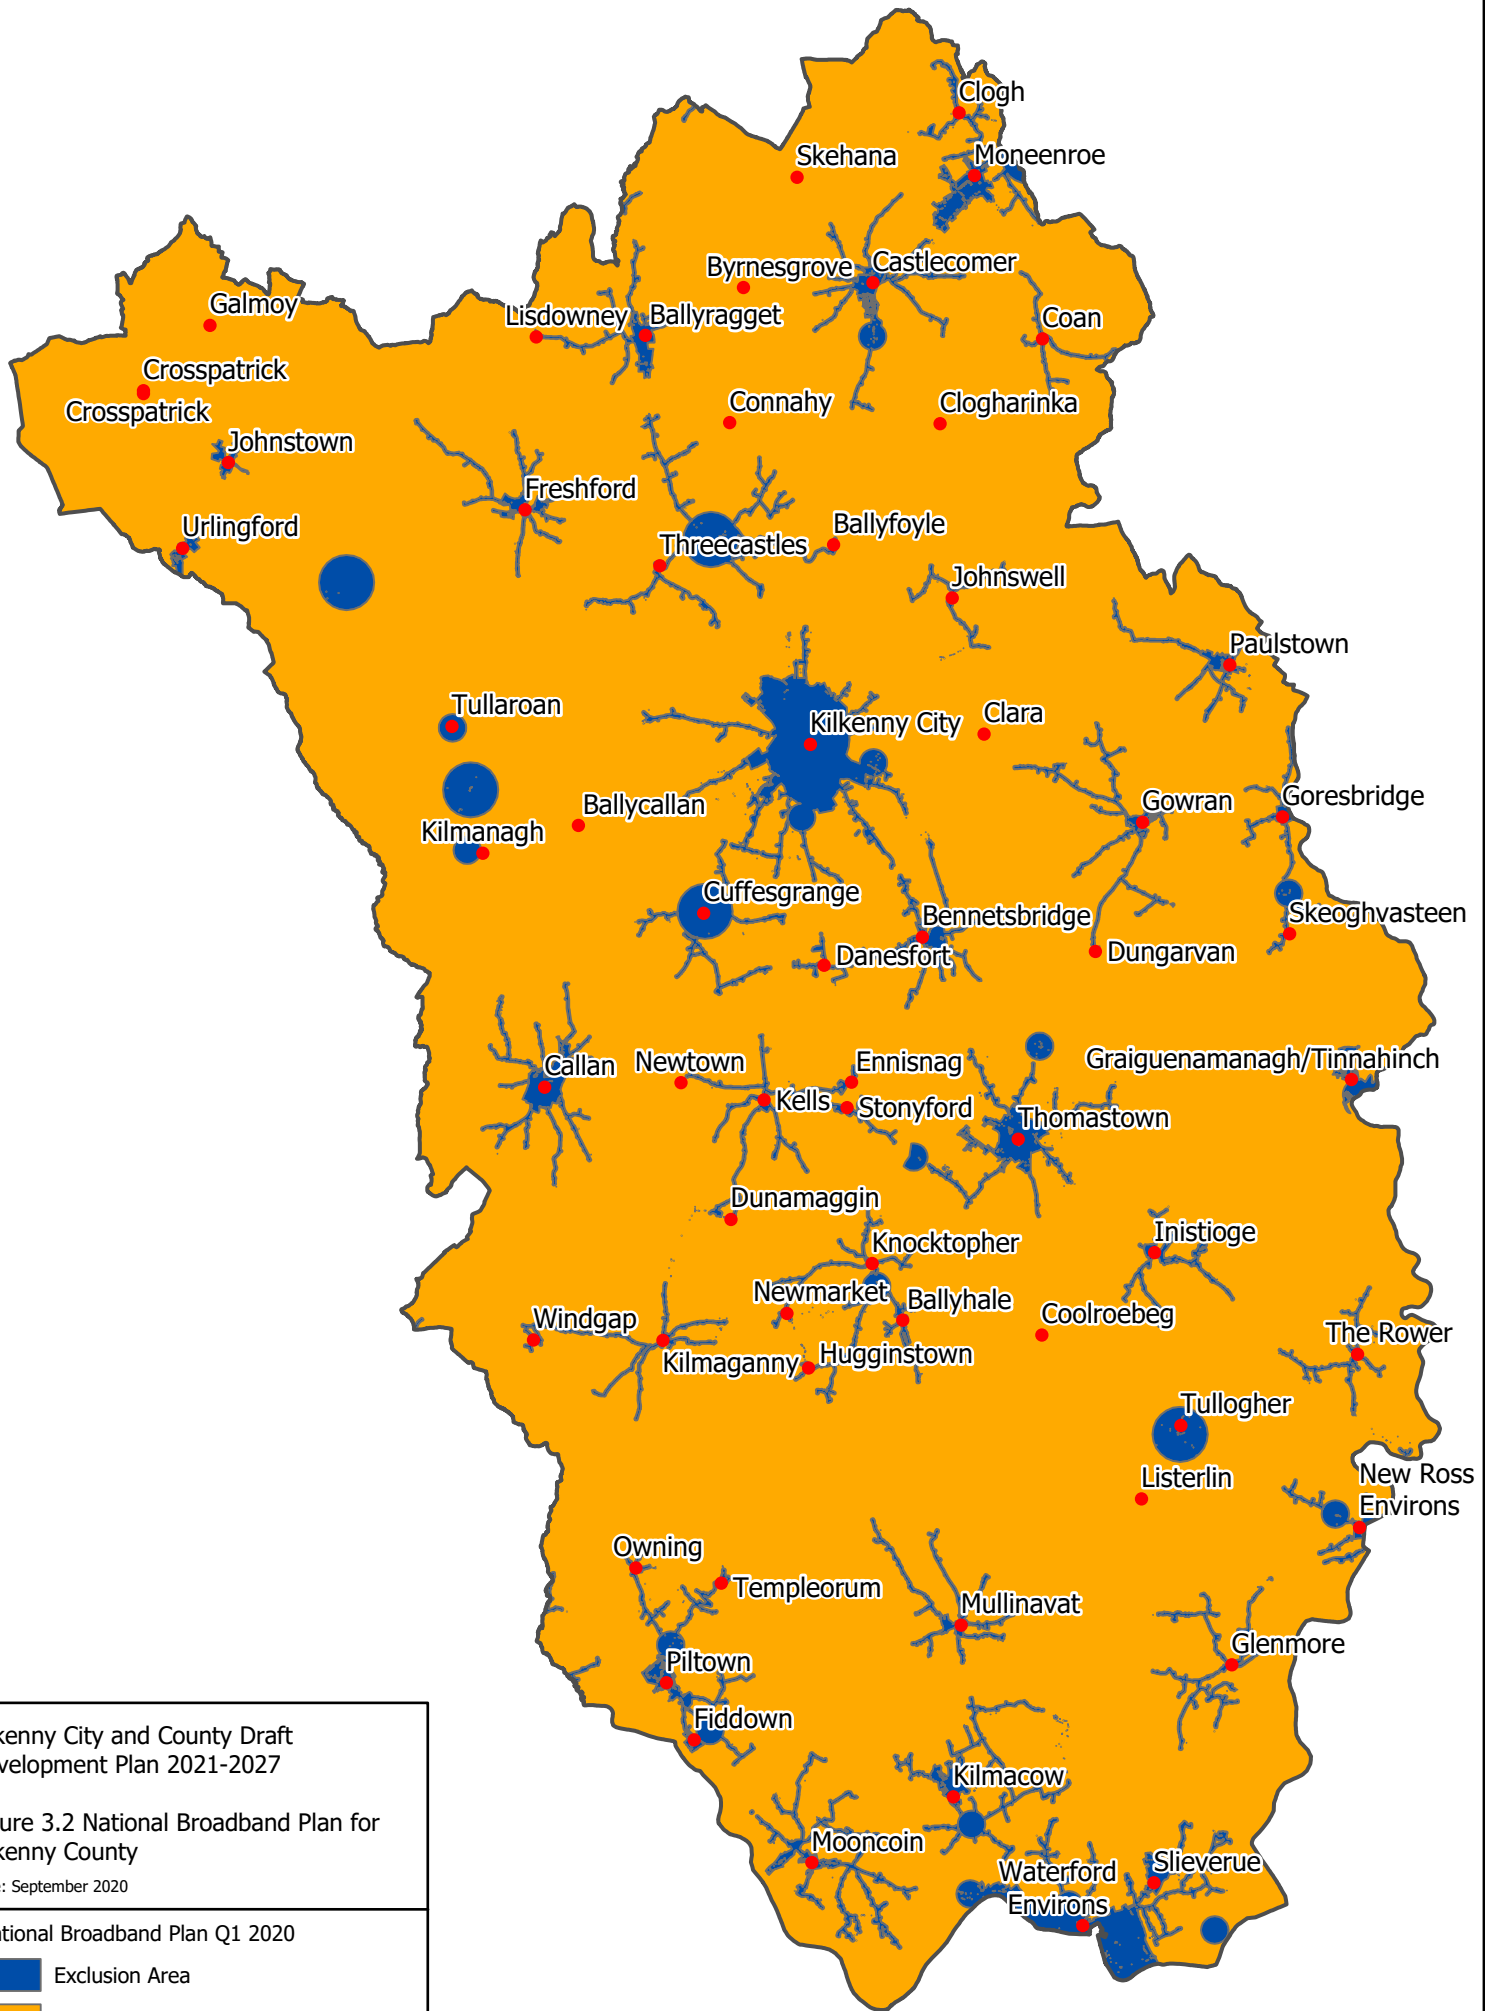 Clogh
Skehana
Moneenroe
Byrnesgrove
Castlecomer
Galmoy
Lisdowney
Ballyragget
Coan
Crosspatrick
Crosspatrick
Connahy
Clogharinka
Johnstown
Freshford
Urlingford
Threecastles
Ballyfoyle
Johnswell
Paulstown
Tullaroan
Kilkenny City
Clara
Ballycallan
Gowran
Goresbridge
Kilmanagh
Cuffesgrange
Bennetsbridge
Skeoghvasteen
Danesfort
Dungarvan
Callan
Newtown
Ennisnag
Graiguenamanagh/Tinnahinch
Kells
Stonyford
Thomastown
Dunamaggin
Knocktopher
Inistioge
Newmarket
Ballyhale
Coolroebeg
Windgap
Kilmaganny
Hugginstown
The Rower
Tullogher
Listerlin
New Ross
Environs
Owning
Templeorum
Mullinavat
Piltown
Glenmore
Fiddown
Kilmacow
Mooncoin
Waterford
Environs
Slieverue
kenny City and County Draft
velopment Plan 2021-2027
ure 3.2 National Broadband Plan for
kenny County
e: September 2020
tional Broadband Plan Q1 2020
Exclusion Area